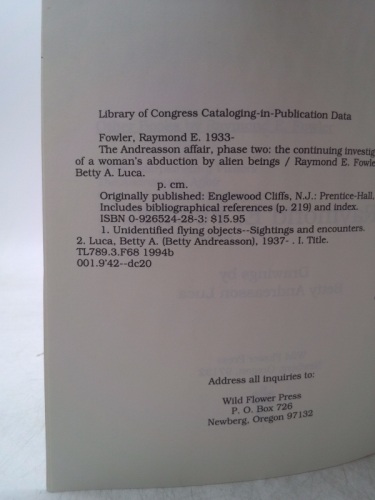 Library of Congress Cataloging-in-Publication Data
Fowler, Raymond E. 1933-
The Andreasson affair, phase two: the continuing investig
of a woman's abduction by alien beings / Raymond E. Fowle
Betty A. Luca.
p. cm.
Originally published: Englewood Cliffs, N.J.: Prentice-Hall,
Includes bibliographical references (p. 219) and index.
ISBN 0-926524-28-3: $15.95
1. Unidentified flying objects--Sightings and encounters.
2. Luca, Betty A. (Betty Andreasson), 1937- . I. Title.
TL789.3.F68 1994b
001.9'42--dc20
Address all inquiries to:
Wild Flower Press
P. O. Box 726
Newberg, Oregon 97132